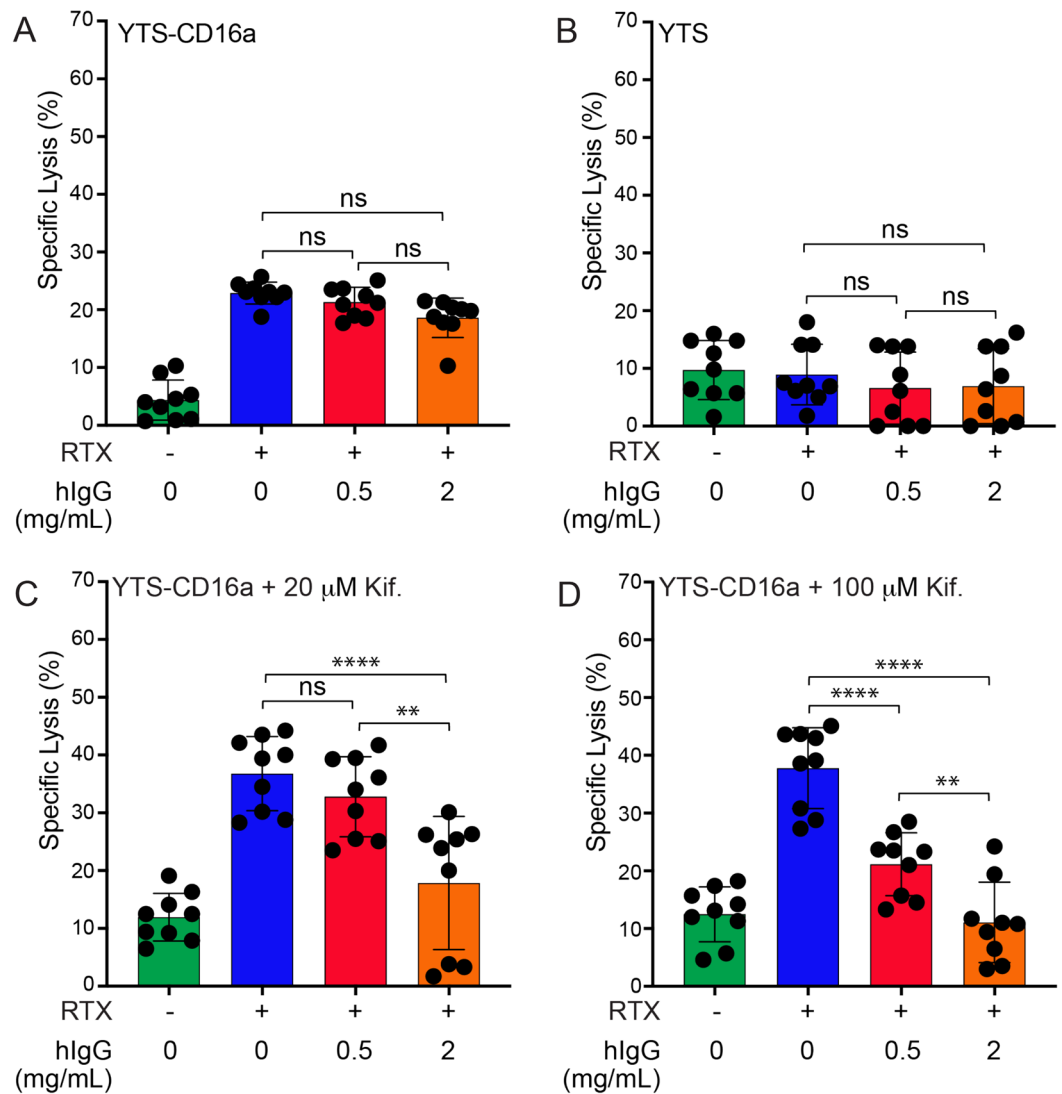 A
YTS-CD16a
Specific Lysis (%)
70
60
50
40
30
20
10
0
ns
ns
ns
RTX - + + +
hIgG 0 0 0.5 2
(mg/mL)
B
YTS
Specific Lysis (%)
70
60
50
40
30
20
10
0
ns
ns
ns
RTX - + + +
hIgG 0 0 0.5 2
(mg/mL)
C
YTS-CD16a + 20 μM Kif.
Specific Lysis (%)
70
60
50
40
30
20
10
0
****
ns
**
RTX - + + +
hIgG 0 0 0.5 2
(mg/mL)
D
YTS-CD16a + 100 μM Kif.
Specific Lysis (%)
70
60
50
40
30
20
10
0
****
****
**
RTX - + + +
hIgG 0 0 0.5 2
(mg/mL)